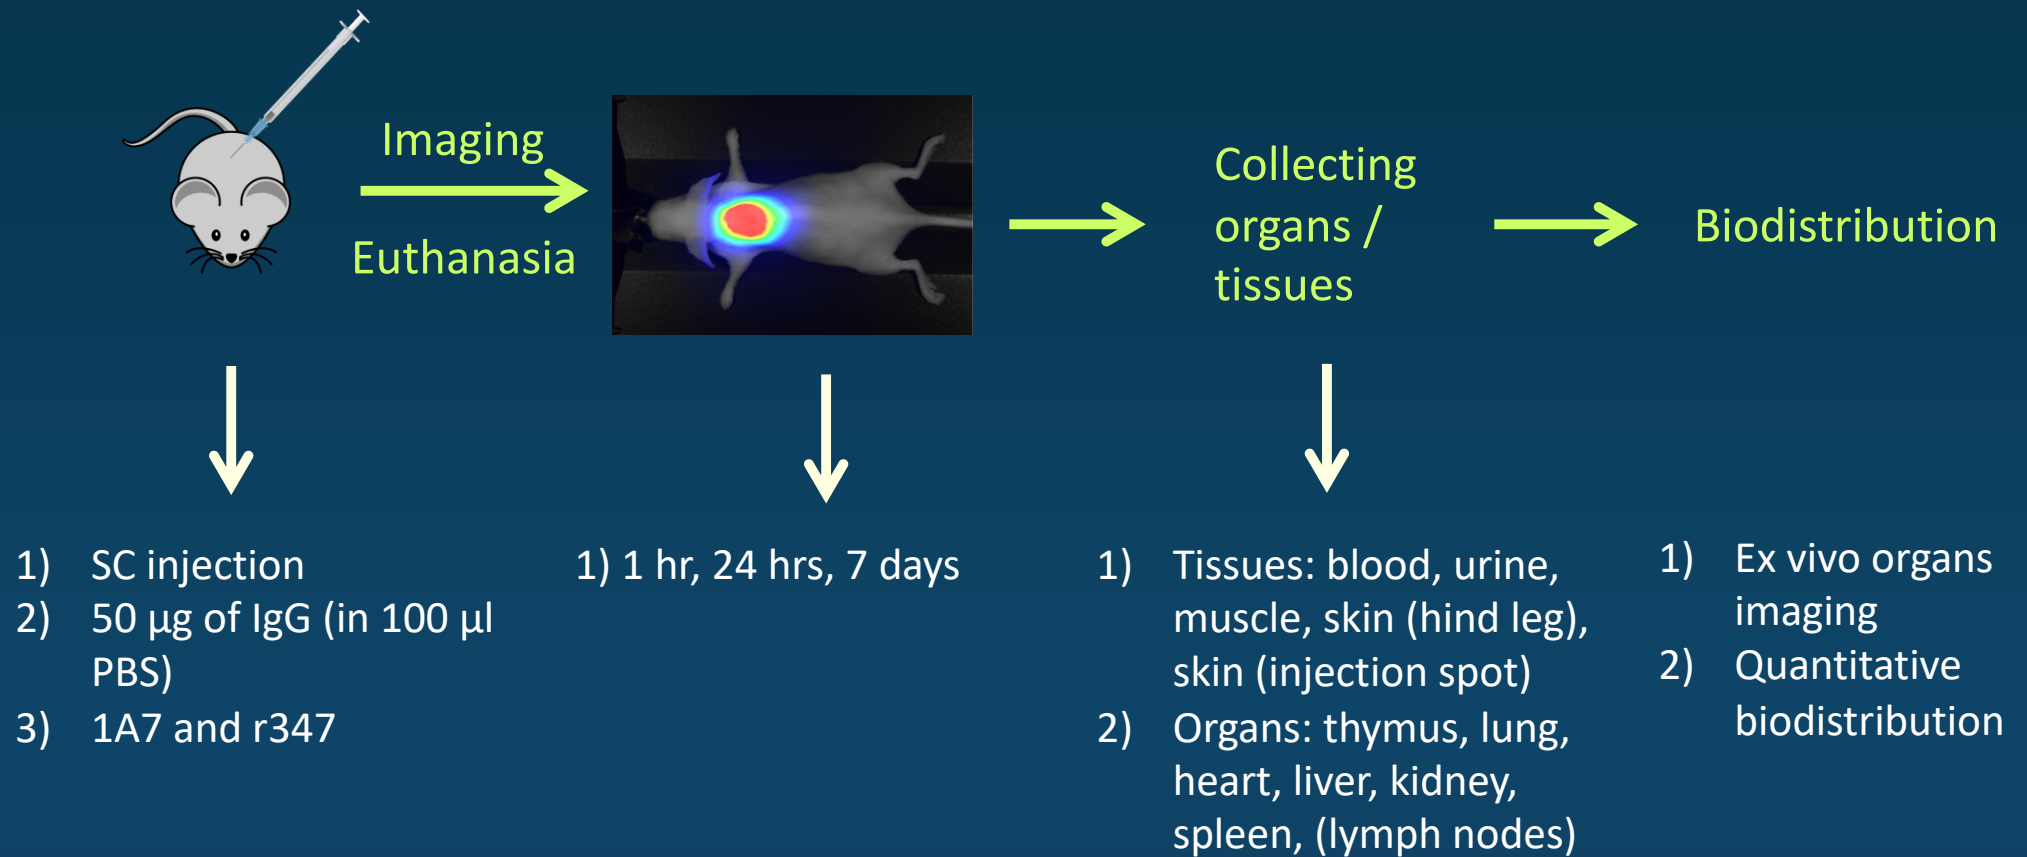 Imaging
Euthanasia
Collecting
organs /
tissues
Biodistribution
1) SC injection
2) 50 µg of IgG (in 100 µl
PBS)
3) 1A7 and r347
1) 1 hr, 24 hrs, 7 days
1) Tissues: blood, urine,
muscle, skin (hind leg),
skin (injection spot)
2) Organs: thymus, lung,
heart, liver, kidney,
spleen, (lymph nodes)
1) Ex vivo organs
imaging
2) Quantitative
biodistribution